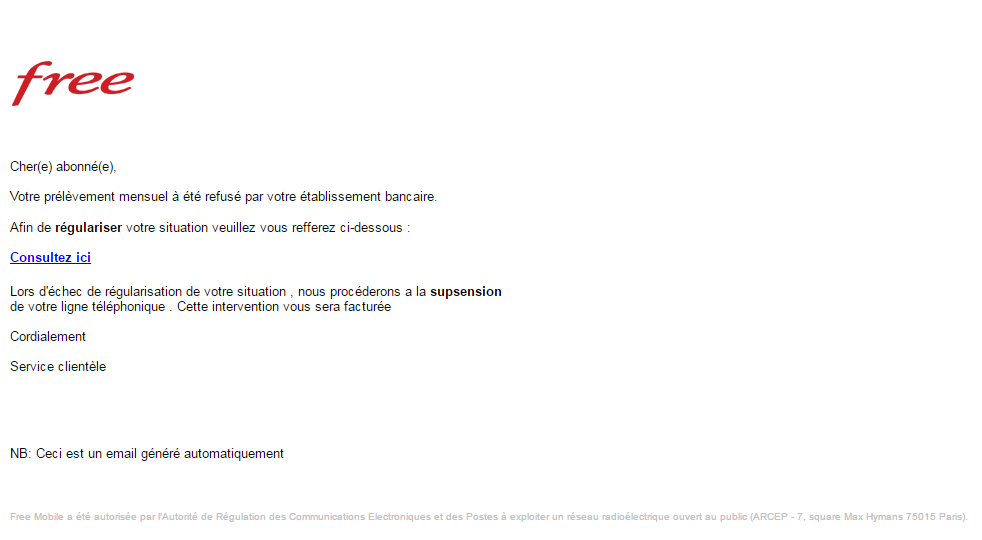 free
Cher(e) abonné(e),
Votre prélèvement mensuel à été refusé par votre établissement bancaire.
Afin de régulariser votre situation veuillez vous refferez ci-dessous :
Consultez ici
Lors d'échec de régularisation de votre situation , nous procéderons a la supsension
de votre ligne téléphonique . Cette intervention vous sera facturée
Cordialement
Service clientèle
NB: Ceci est un email généré automatiquement
Free Mobile a été autorisée par l'Autorité de Régulation des Communications Electroniques et des Postes à exploiter un réseau radioélectrique ouvert au public (ARCEP - 7, square Max Hymans 75015 Paris).